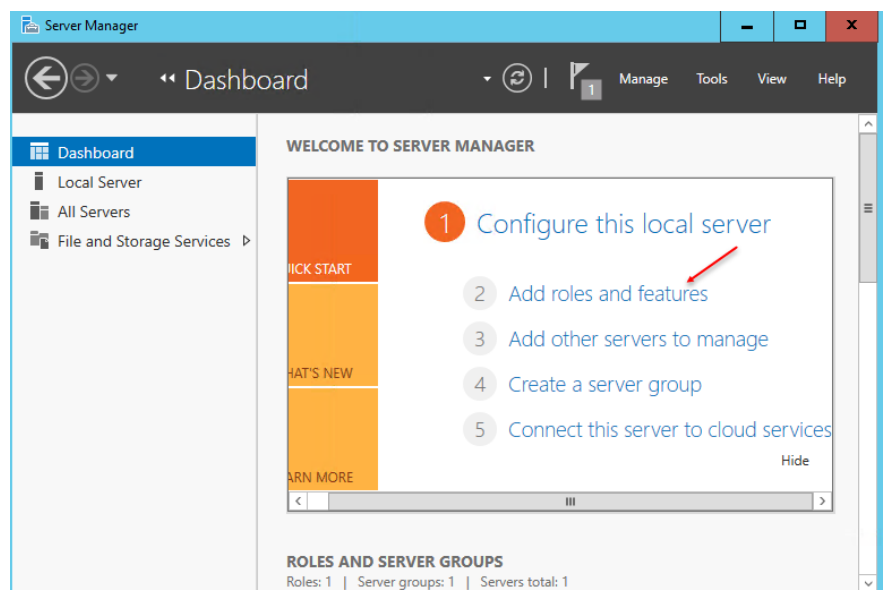 Server Manager
Dashboard
1
Manage Tools View Help
Dashboard
Local Server
All Servers
File and Storage Services
WELCOME TO SERVER MANAGER
1 Configure this local server
UICK START
2 Add roles and features
3 Add other servers to manage
HAT'S NEW
4 Create a server group
5 Connect this server to cloud services
Hide
ARN MORE
ROLES AND SERVER GROUPS
Roles: 1 | Server groups: 1 | Servers total: 1